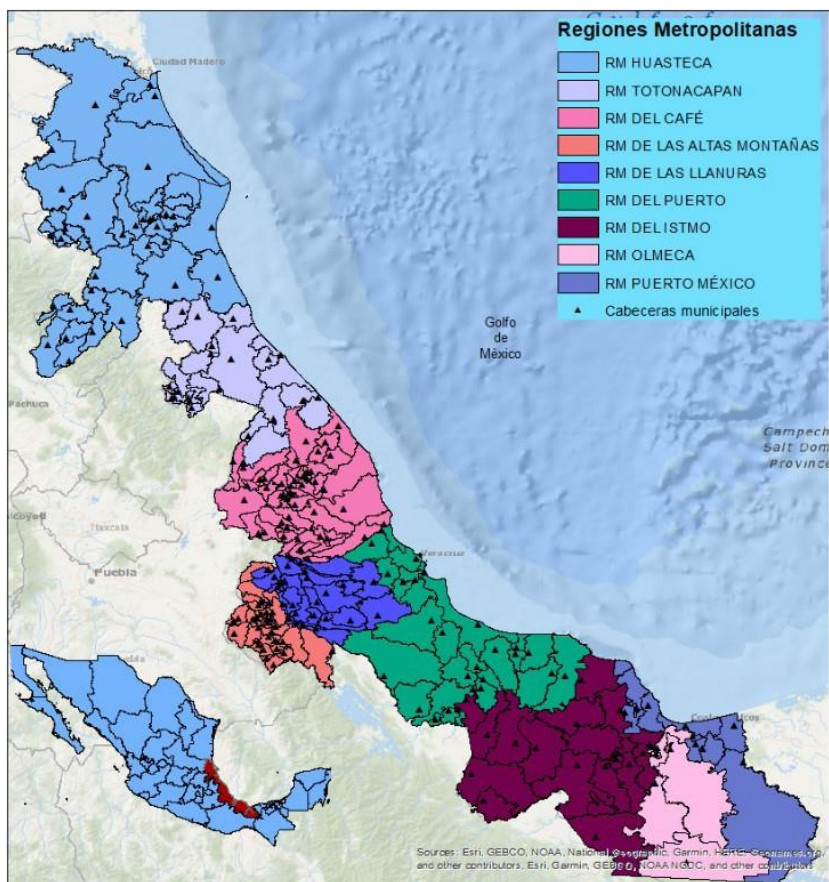 Regiones Metropolitanas
RM HUASTECA
RM TOTONACAPAN
RM DEL CAFÉ
RM DE LAS ALTAS MONTAÑAS
RM DE LAS LLANURAS
RM DEL PUERTO
RM DEL ISTMO
RM OLMECA
RM PUERTO MÉXICO
Cabeceras municipales
Ciudad Madero
Golfo
de
México
Pachuca
Campech
Salt Dom
Province
Tlaxcala
Puebla
Veracruz
Sources: Esri, GEBCO, NOAA, National Geographic, Garmin, HERE, Geonames.org,
and other contributors, Esri, Garmin, GEBCO, NOAA NGDC, and other contributors